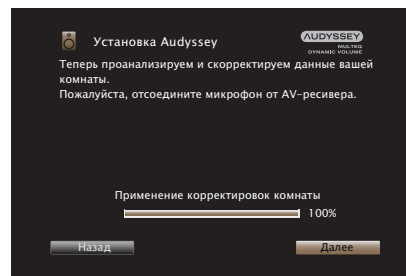 Установка Audyssey
AUDYSSEY
MULTEQ
DYNAMIC VOLUME
Теперь проанализируем и скорректируем данные вашей
комнаты.
Пожалуйста, отсоедините микрофон от AV-ресивера.
Применение корректировок комнаты
100%
Назад
Далее